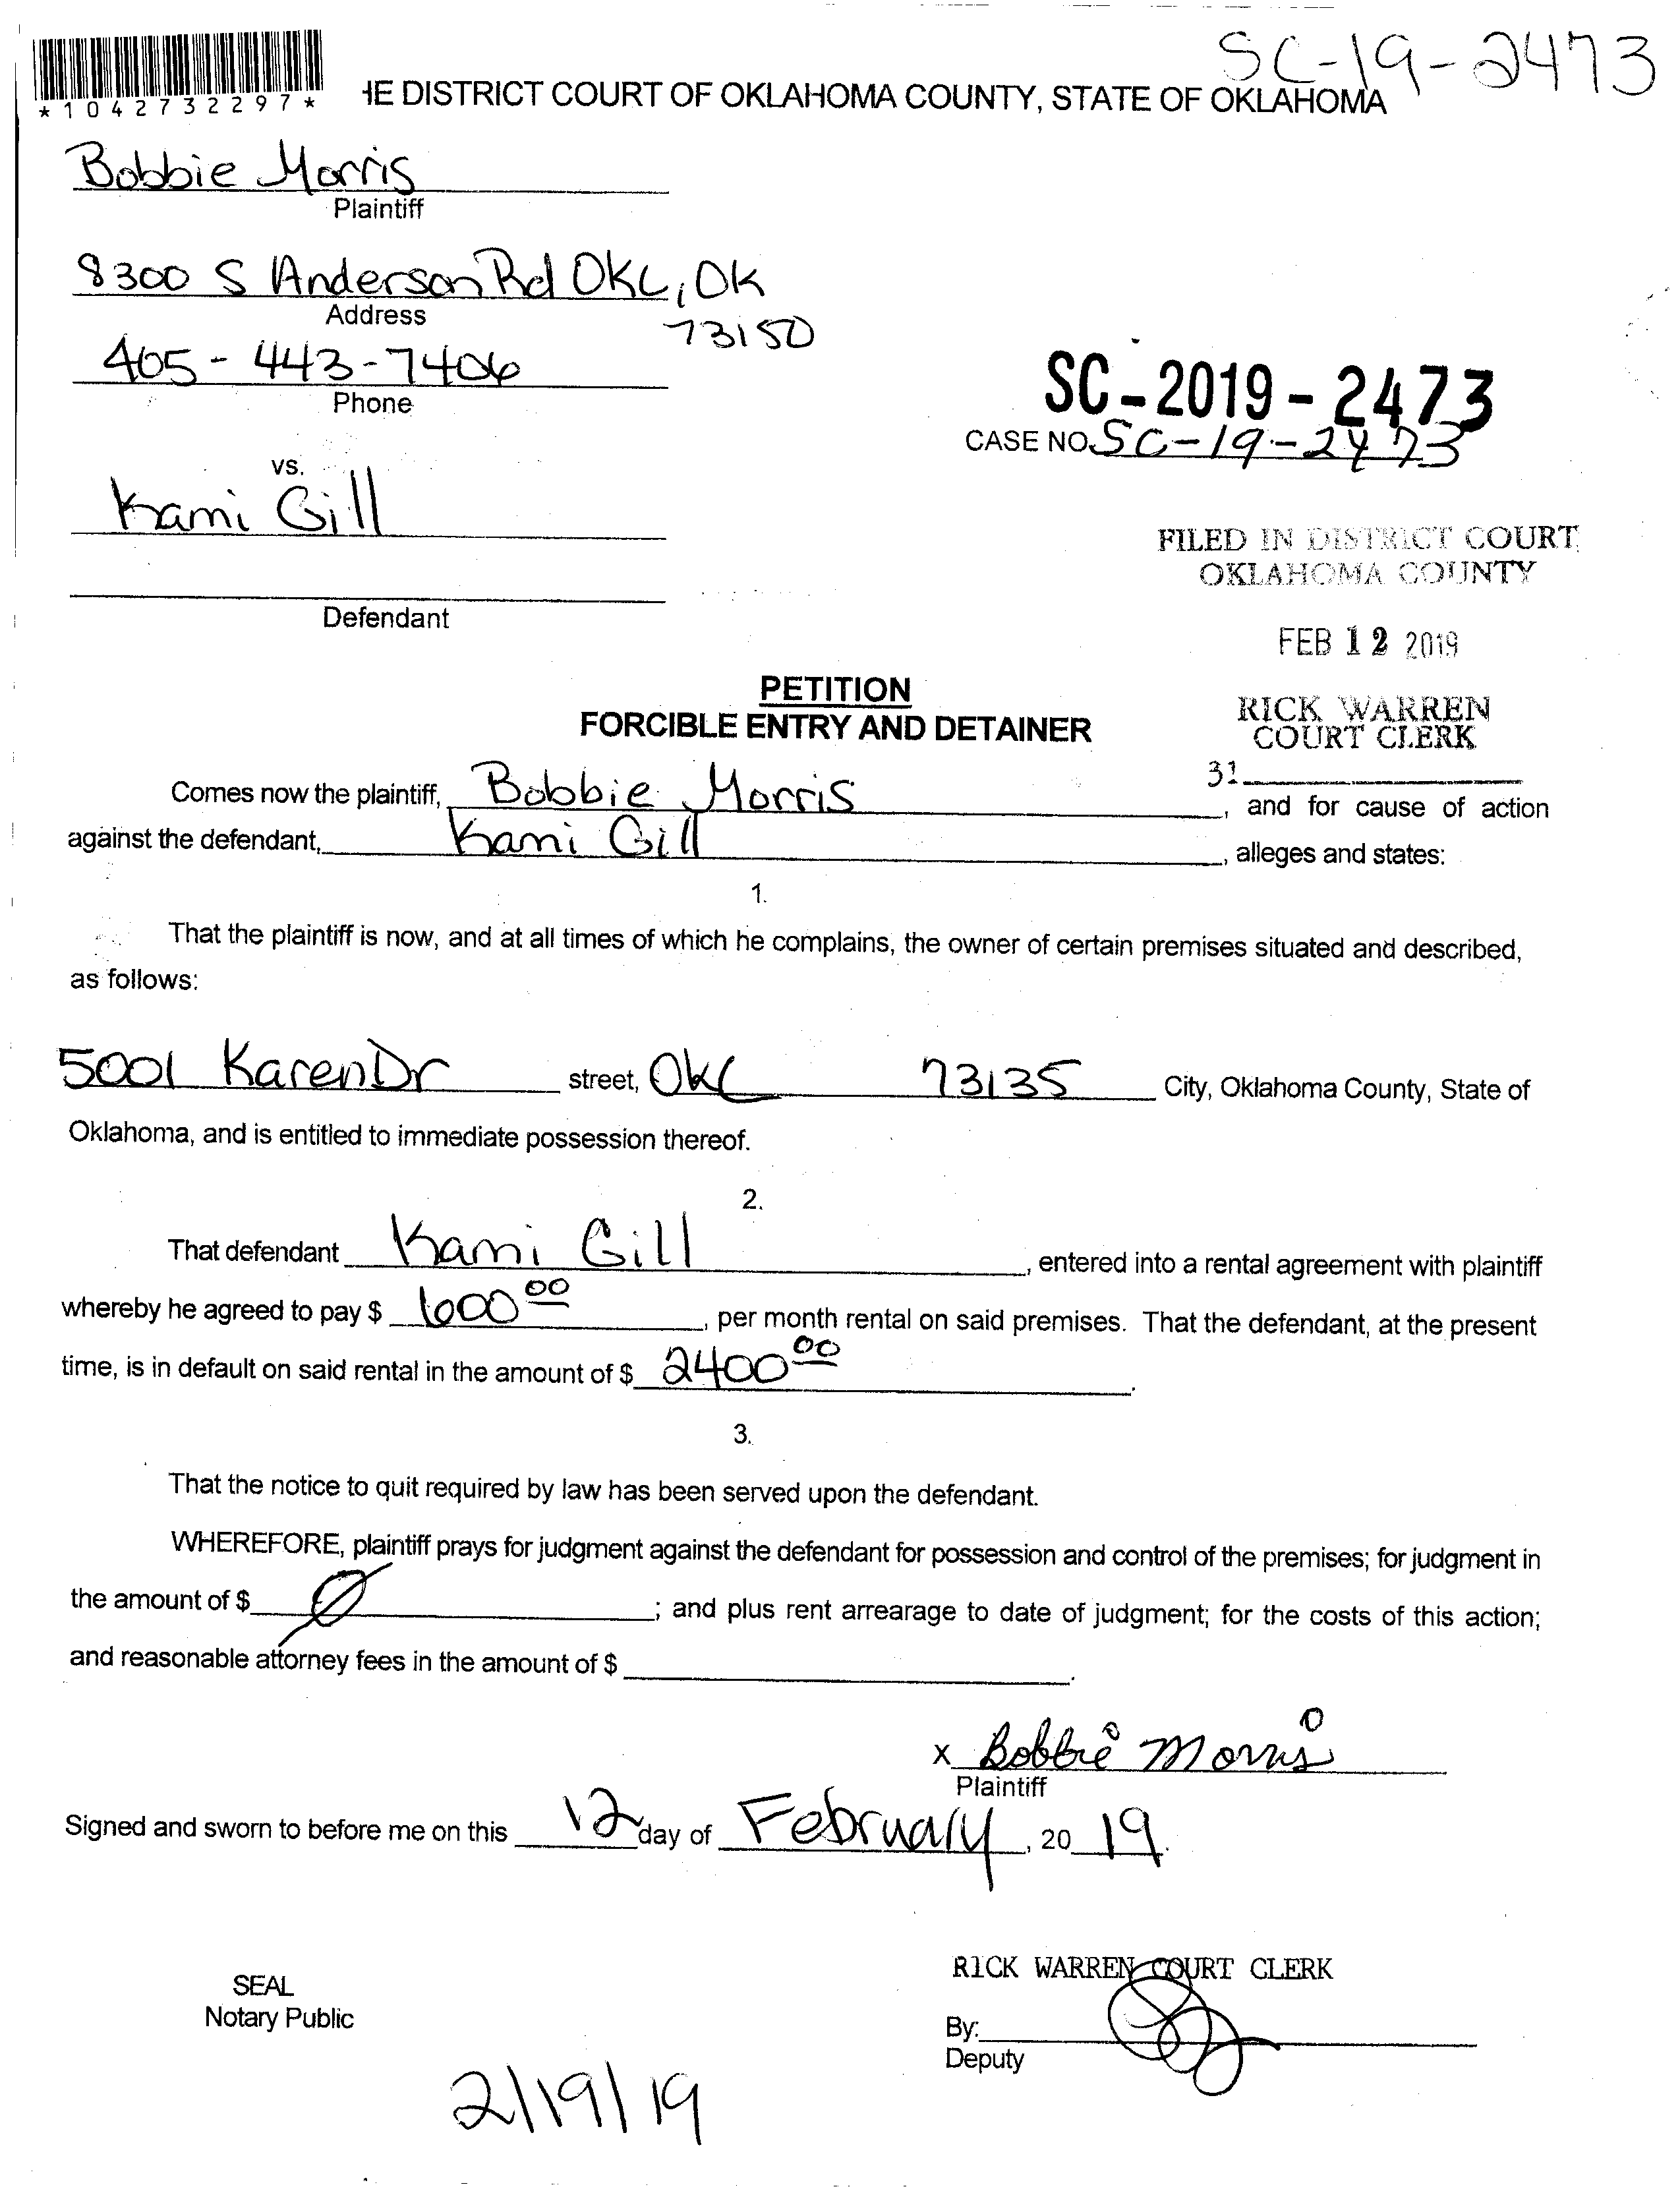 SC-19-2473
*1042732297*
HE DISTRICT COURT OF OKLAHOMA COUNTY, STATE OF OKLAHOMA
Bobbie Morris
Plaintiff
8300 S Anderson Rd OKC, OK
73150
Address
405-443-7406
Phone
SC-2019-2473
CASE NO. SC-19-2473
vs.
Kami Gill
Defendant
FILED IN DISTRICT COURT
OKLAHOMA COUNTY
FEB 12 2019
RICK WARREN
COURT CLERK
31
PETITION
FORCIBLE ENTRY AND DETAINER
Comes now the plaintiff, Bobbie Morris, and for cause of action
against the defendant, Kami Gill, alleges and states:
1.
That the plaintiff is now, and at all times of which he complains, the owner of certain premises situated and described,
as follows:
5001 Karen Dr street, OKC 73135 City, Oklahoma County, State of
Oklahoma, and is entitled to immediate possession thereof.
2.
That defendant Kami Gill, entered into a rental agreement with plaintiff
whereby he agreed to pay $ 600 00, per month rental on said premises. That the defendant, at the present
time, is in default on said rental in the amount of $ 2400 00.
3.
That the notice to quit required by law has been served upon the defendant.
WHEREFORE, plaintiff prays for judgment against the defendant for possession and control of the premises; for judgment in
the amount of $ Ø; and plus rent arrearage to date of judgment; for the costs of this action;
and reasonable attorney fees in the amount of $ .
x Bobbie Morris
Plaintiff
Signed and sworn to before me on this 12 day of February, 20 19.
RICK WARREN COURT CLERK
SEAL
Notary Public
By:
Deputy
2/19/19